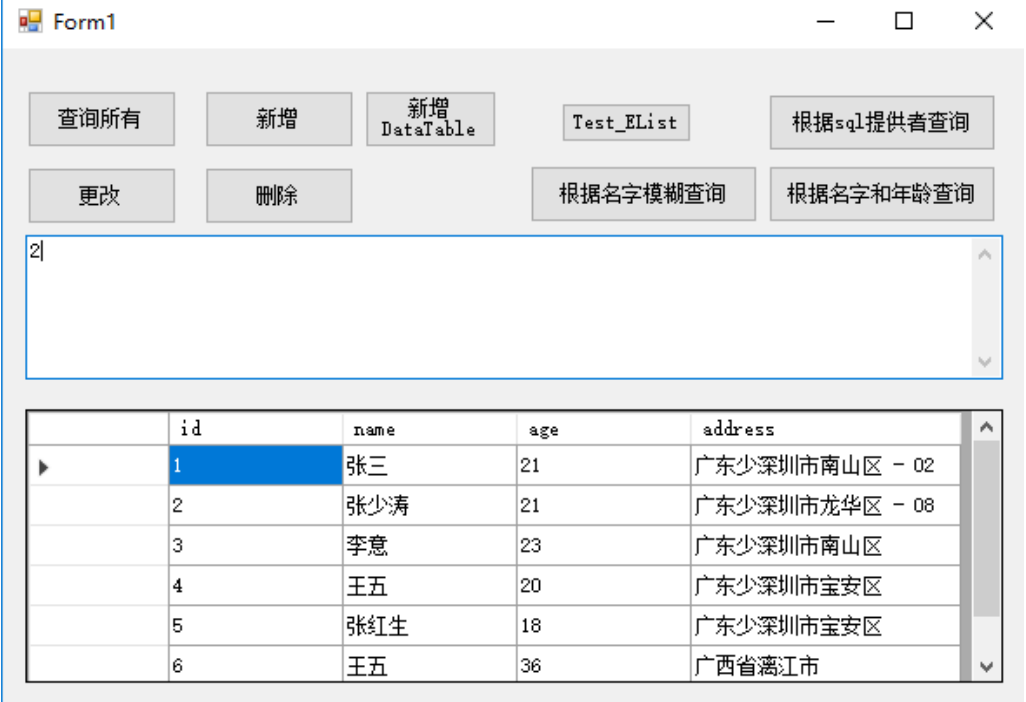 Form1
查询所有
新增
新增
DataTable
Test_EList
根据sql提供者查询
更改
删除
根据名字模糊查询
根据名字和年龄查询
2
id name age address
1 张三 21 广东少深圳市南山区 - 02
2 张少涛 21 广东少深圳市龙华区 - 08
3 李意 23 广东少深圳市南山区
4 王五 20 广东少深圳市宝安区
5 张红生 18 广东少深圳市宝安区
6 王五 36 广西省漓江市